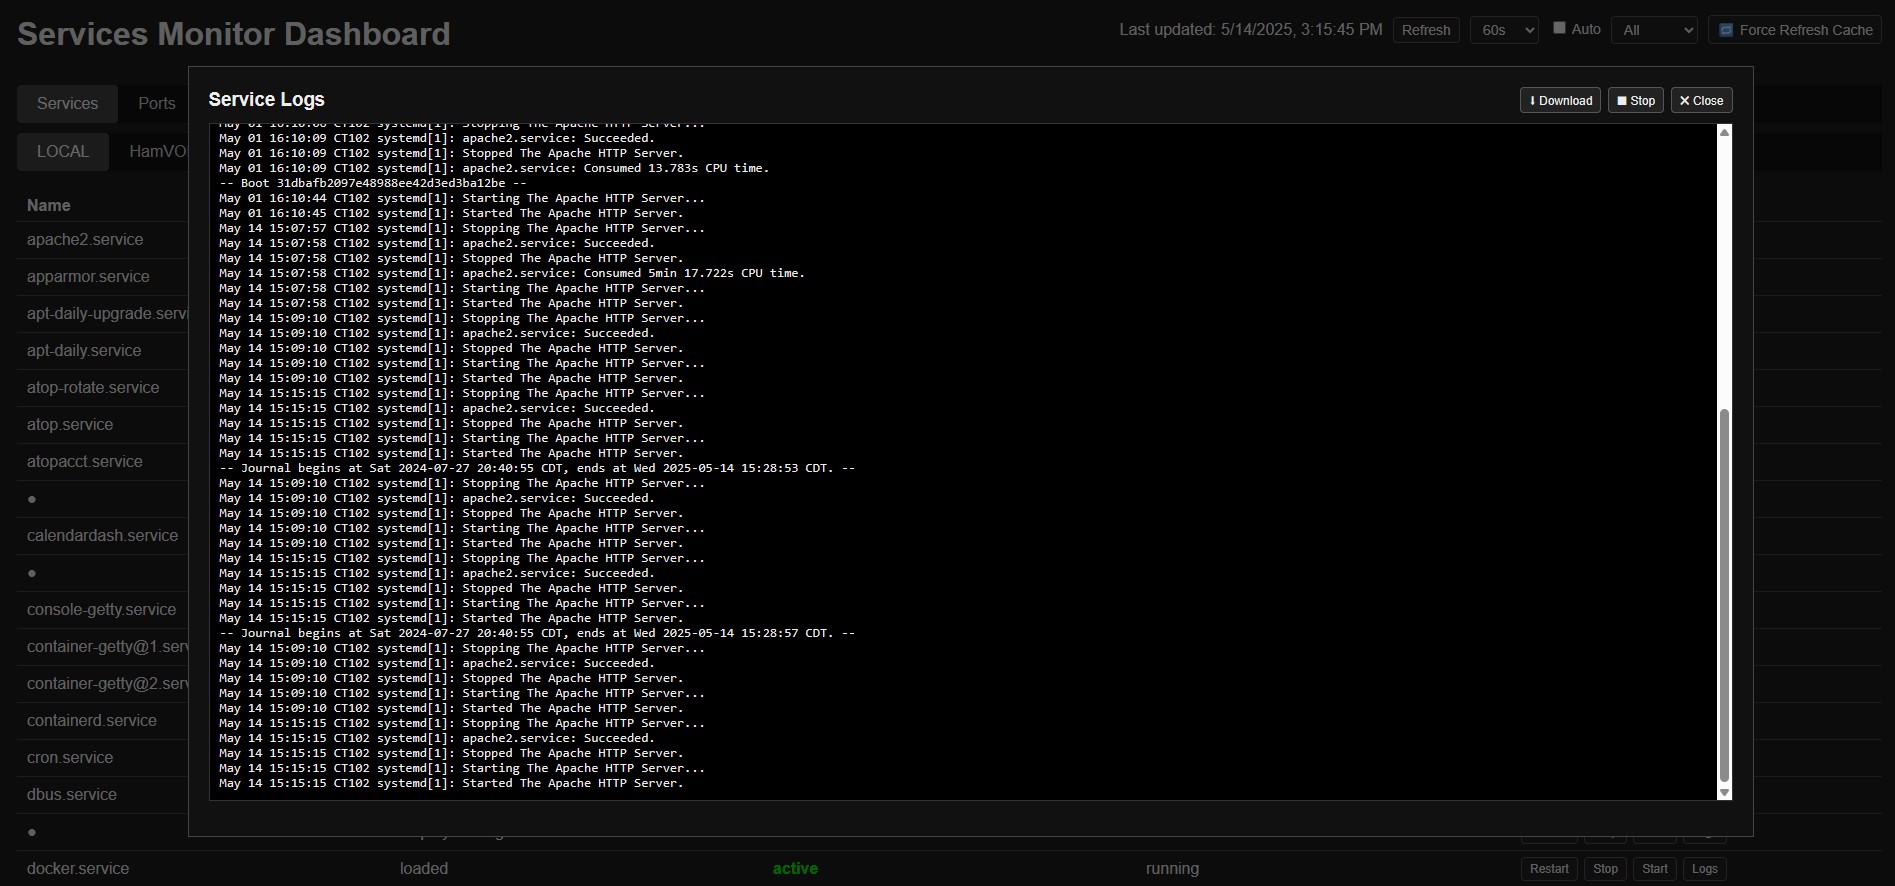 Services Monitor Dashboard
Last updated: 5/14/2025, 3:15:45 PM Refresh 60s Auto All Force Refresh Cache
Services Ports
LOCAL
Name
apache2.service
apparmor.service
apt-daily.service
atop-rotate.service
atop.service
atopacct.service
calendardash.service
console-getty.service
containerd.service
cron.service
dbus.service
docker.service loaded active running Restart Stop Start Logs
Service Logs
Download Stop Close
May 01 16:10:09 CT102 systemd[1]: apache2.service: Succeeded.
May 01 16:10:09 CT102 systemd[1]: Stopped The Apache HTTP Server.
May 01 16:10:09 CT102 systemd[1]: apache2.service: Consumed 13.783s CPU time.
-- Boot 31dbafb2097e48988ee42d3ed3ba12be --
May 01 16:10:44 CT102 systemd[1]: Starting The Apache HTTP Server...
May 01 16:10:45 CT102 systemd[1]: Started The Apache HTTP Server.
May 14 15:07:57 CT102 systemd[1]: Stopping The Apache HTTP Server...
May 14 15:07:58 CT102 systemd[1]: apache2.service: Succeeded.
May 14 15:07:58 CT102 systemd[1]: Stopped The Apache HTTP Server.
May 14 15:07:58 CT102 systemd[1]: apache2.service: Consumed 5min 17.722s CPU time.
May 14 15:07:58 CT102 systemd[1]: Starting The Apache HTTP Server...
May 14 15:07:58 CT102 systemd[1]: Started The Apache HTTP Server.
May 14 15:09:10 CT102 systemd[1]: Stopping The Apache HTTP Server...
May 14 15:09:10 CT102 systemd[1]: apache2.service: Succeeded.
May 14 15:09:10 CT102 systemd[1]: Stopped The Apache HTTP Server.
May 14 15:09:10 CT102 systemd[1]: Starting The Apache HTTP Server...
May 14 15:09:10 CT102 systemd[1]: Started The Apache HTTP Server.
May 14 15:15:15 CT102 systemd[1]: Stopping The Apache HTTP Server...
May 14 15:15:15 CT102 systemd[1]: apache2.service: Succeeded.
May 14 15:15:15 CT102 systemd[1]: Stopped The Apache HTTP Server.
May 14 15:15:15 CT102 systemd[1]: Starting The Apache HTTP Server...
May 14 15:15:15 CT102 systemd[1]: Started The Apache HTTP Server.
-- Journal begins at Sat 2024-07-27 20:40:55 CDT, ends at Wed 2025-05-14 15:28:53 CDT. --
May 14 15:09:10 CT102 systemd[1]: Stopping The Apache HTTP Server...
May 14 15:09:10 CT102 systemd[1]: apache2.service: Succeeded.
May 14 15:09:10 CT102 systemd[1]: Stopped The Apache HTTP Server.
May 14 15:09:10 CT102 systemd[1]: Starting The Apache HTTP Server...
May 14 15:09:10 CT102 systemd[1]: Started The Apache HTTP Server.
May 14 15:15:15 CT102 systemd[1]: Stopping The Apache HTTP Server...
May 14 15:15:15 CT102 systemd[1]: apache2.service: Succeeded.
May 14 15:15:15 CT102 systemd[1]: Stopped The Apache HTTP Server.
May 14 15:15:15 CT102 systemd[1]: Starting The Apache HTTP Server...
May 14 15:15:15 CT102 systemd[1]: Started The Apache HTTP Server.
-- Journal begins at Sat 2024-07-27 20:40:55 CDT, ends at Wed 2025-05-14 15:28:57 CDT. --
May 14 15:09:10 CT102 systemd[1]: Stopping The Apache HTTP Server...
May 14 15:09:10 CT102 systemd[1]: apache2.service: Succeeded.
May 14 15:09:10 CT102 systemd[1]: Stopped The Apache HTTP Server.
May 14 15:09:10 CT102 systemd[1]: Starting The Apache HTTP Server...
May 14 15:09:10 CT102 systemd[1]: Started The Apache HTTP Server.
May 14 15:15:15 CT102 systemd[1]: Stopping The Apache HTTP Server...
May 14 15:15:15 CT102 systemd[1]: apache2.service: Succeeded.
May 14 15:15:15 CT102 systemd[1]: Stopped The Apache HTTP Server.
May 14 15:15:15 CT102 systemd[1]: Starting The Apache HTTP Server...
May 14 15:15:15 CT102 systemd[1]: Started The Apache HTTP Server.